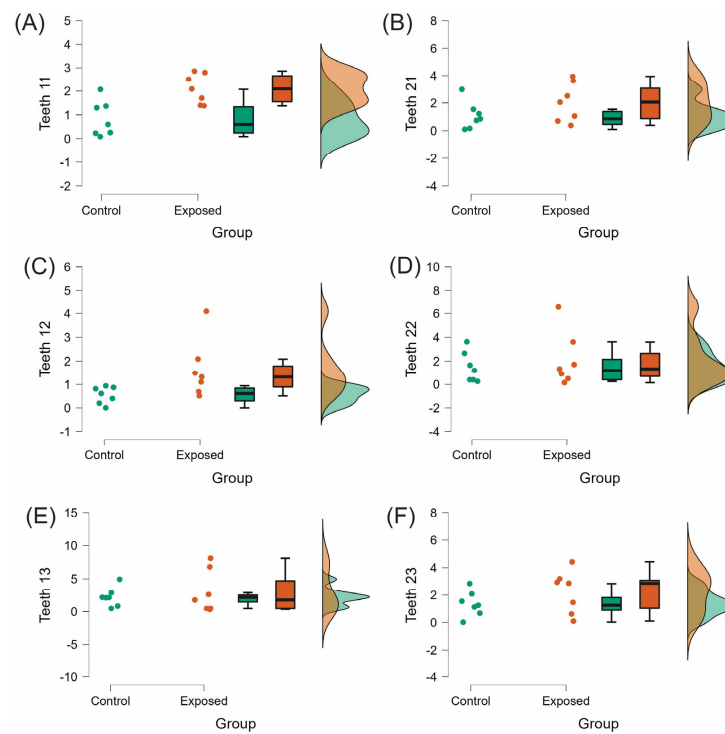 (A)
Teeth 11
5
4
3
2
1
0
-1
-2
Control
Exposed
Group
(B)
Teeth 21
8
6
4
2
0
-2
-4
Control
Exposed
Group
(C)
Teeth 12
6
5
4
3
2
1
0
-1
Control
Exposed
Group
(D)
Teeth 22
10
8
6
4
2
0
-2
-4
Control
Exposed
Group
(E)
Teeth 13
15
10
5
0
-5
-10
Control
Exposed
Group
(F)
Teeth 23
8
6
4
2
0
-2
-4
Control
Exposed
Group